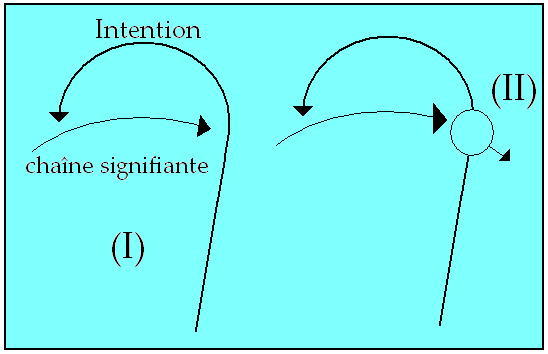 Intention
(II)
chaîne signifiante
(I)